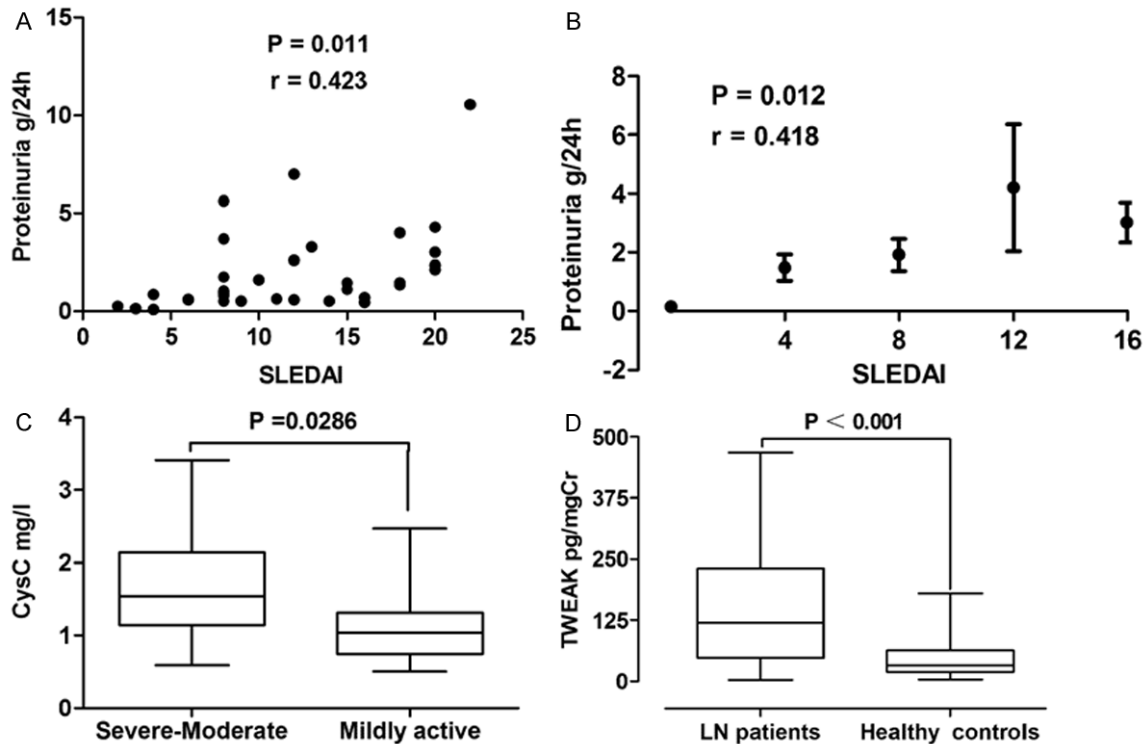 A
P = 0.011
r = 0.423
Proteinuria g/24h
15
10
5
0
0 5 10 15 20 25
SLEDAI
B
P = 0.012
r = 0.418
Proteinuria g/24h
8
6
4
2
0
-2
4 8 12 16
SLEDAI
C
P =0.0286
CysC mg/l
4
3
2
1
0
Severe-Moderate Mildly active
D
P < 0.001
TWEAK pg/mgCr
500
375
250
125
0
LN patients Healthy controls